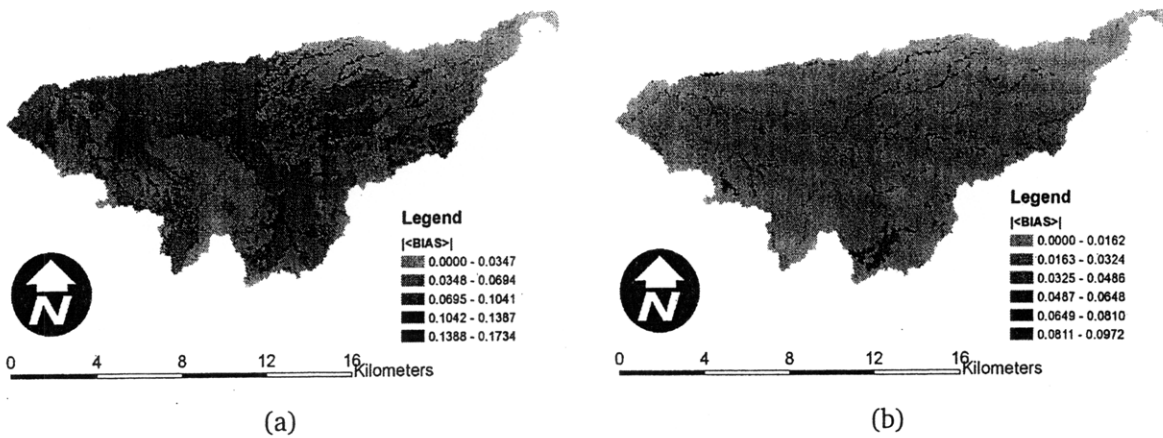 Legend
|<BIAS>|
0.0000 - 0.0347
0.0348 - 0.0694
0.0695 - 0.1041
0.1042 - 0.1387
0.1388 - 0.1734
N
0 4 8 12 16
Kilometers
(a)
Legend
|<BIAS>|
0.0000 - 0.0162
0.0163 - 0.0324
0.0325 - 0.0486
0.0487 - 0.0648
0.0649 - 0.0810
0.0811 - 0.0972
N
0 4 8 12 16
Kilometers
(b)